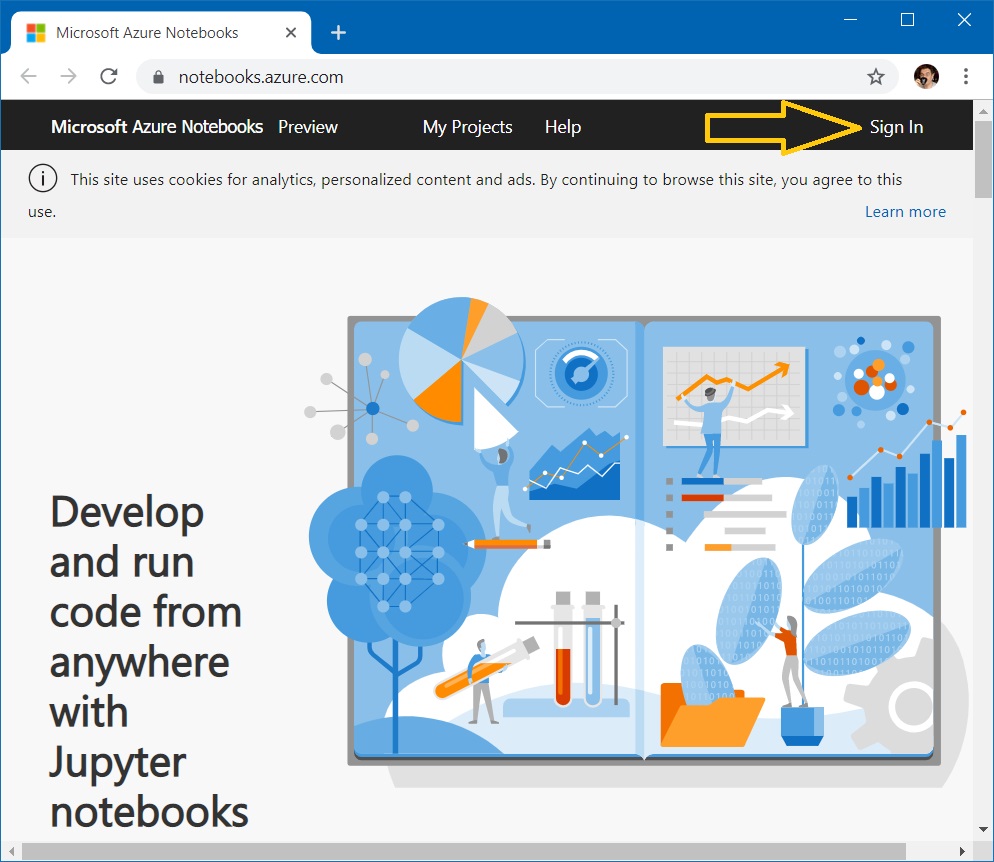 Microsoft Azure Notebooks
notebooks.azure.com
Microsoft Azure Notebooks Preview My Projects Help Sign In
This site uses cookies for analytics, personalized content and ads. By continuing to browse this site, you agree to this
use. Learn more
Develop
and run
code from
anywhere
with
Jupyter
notebooks